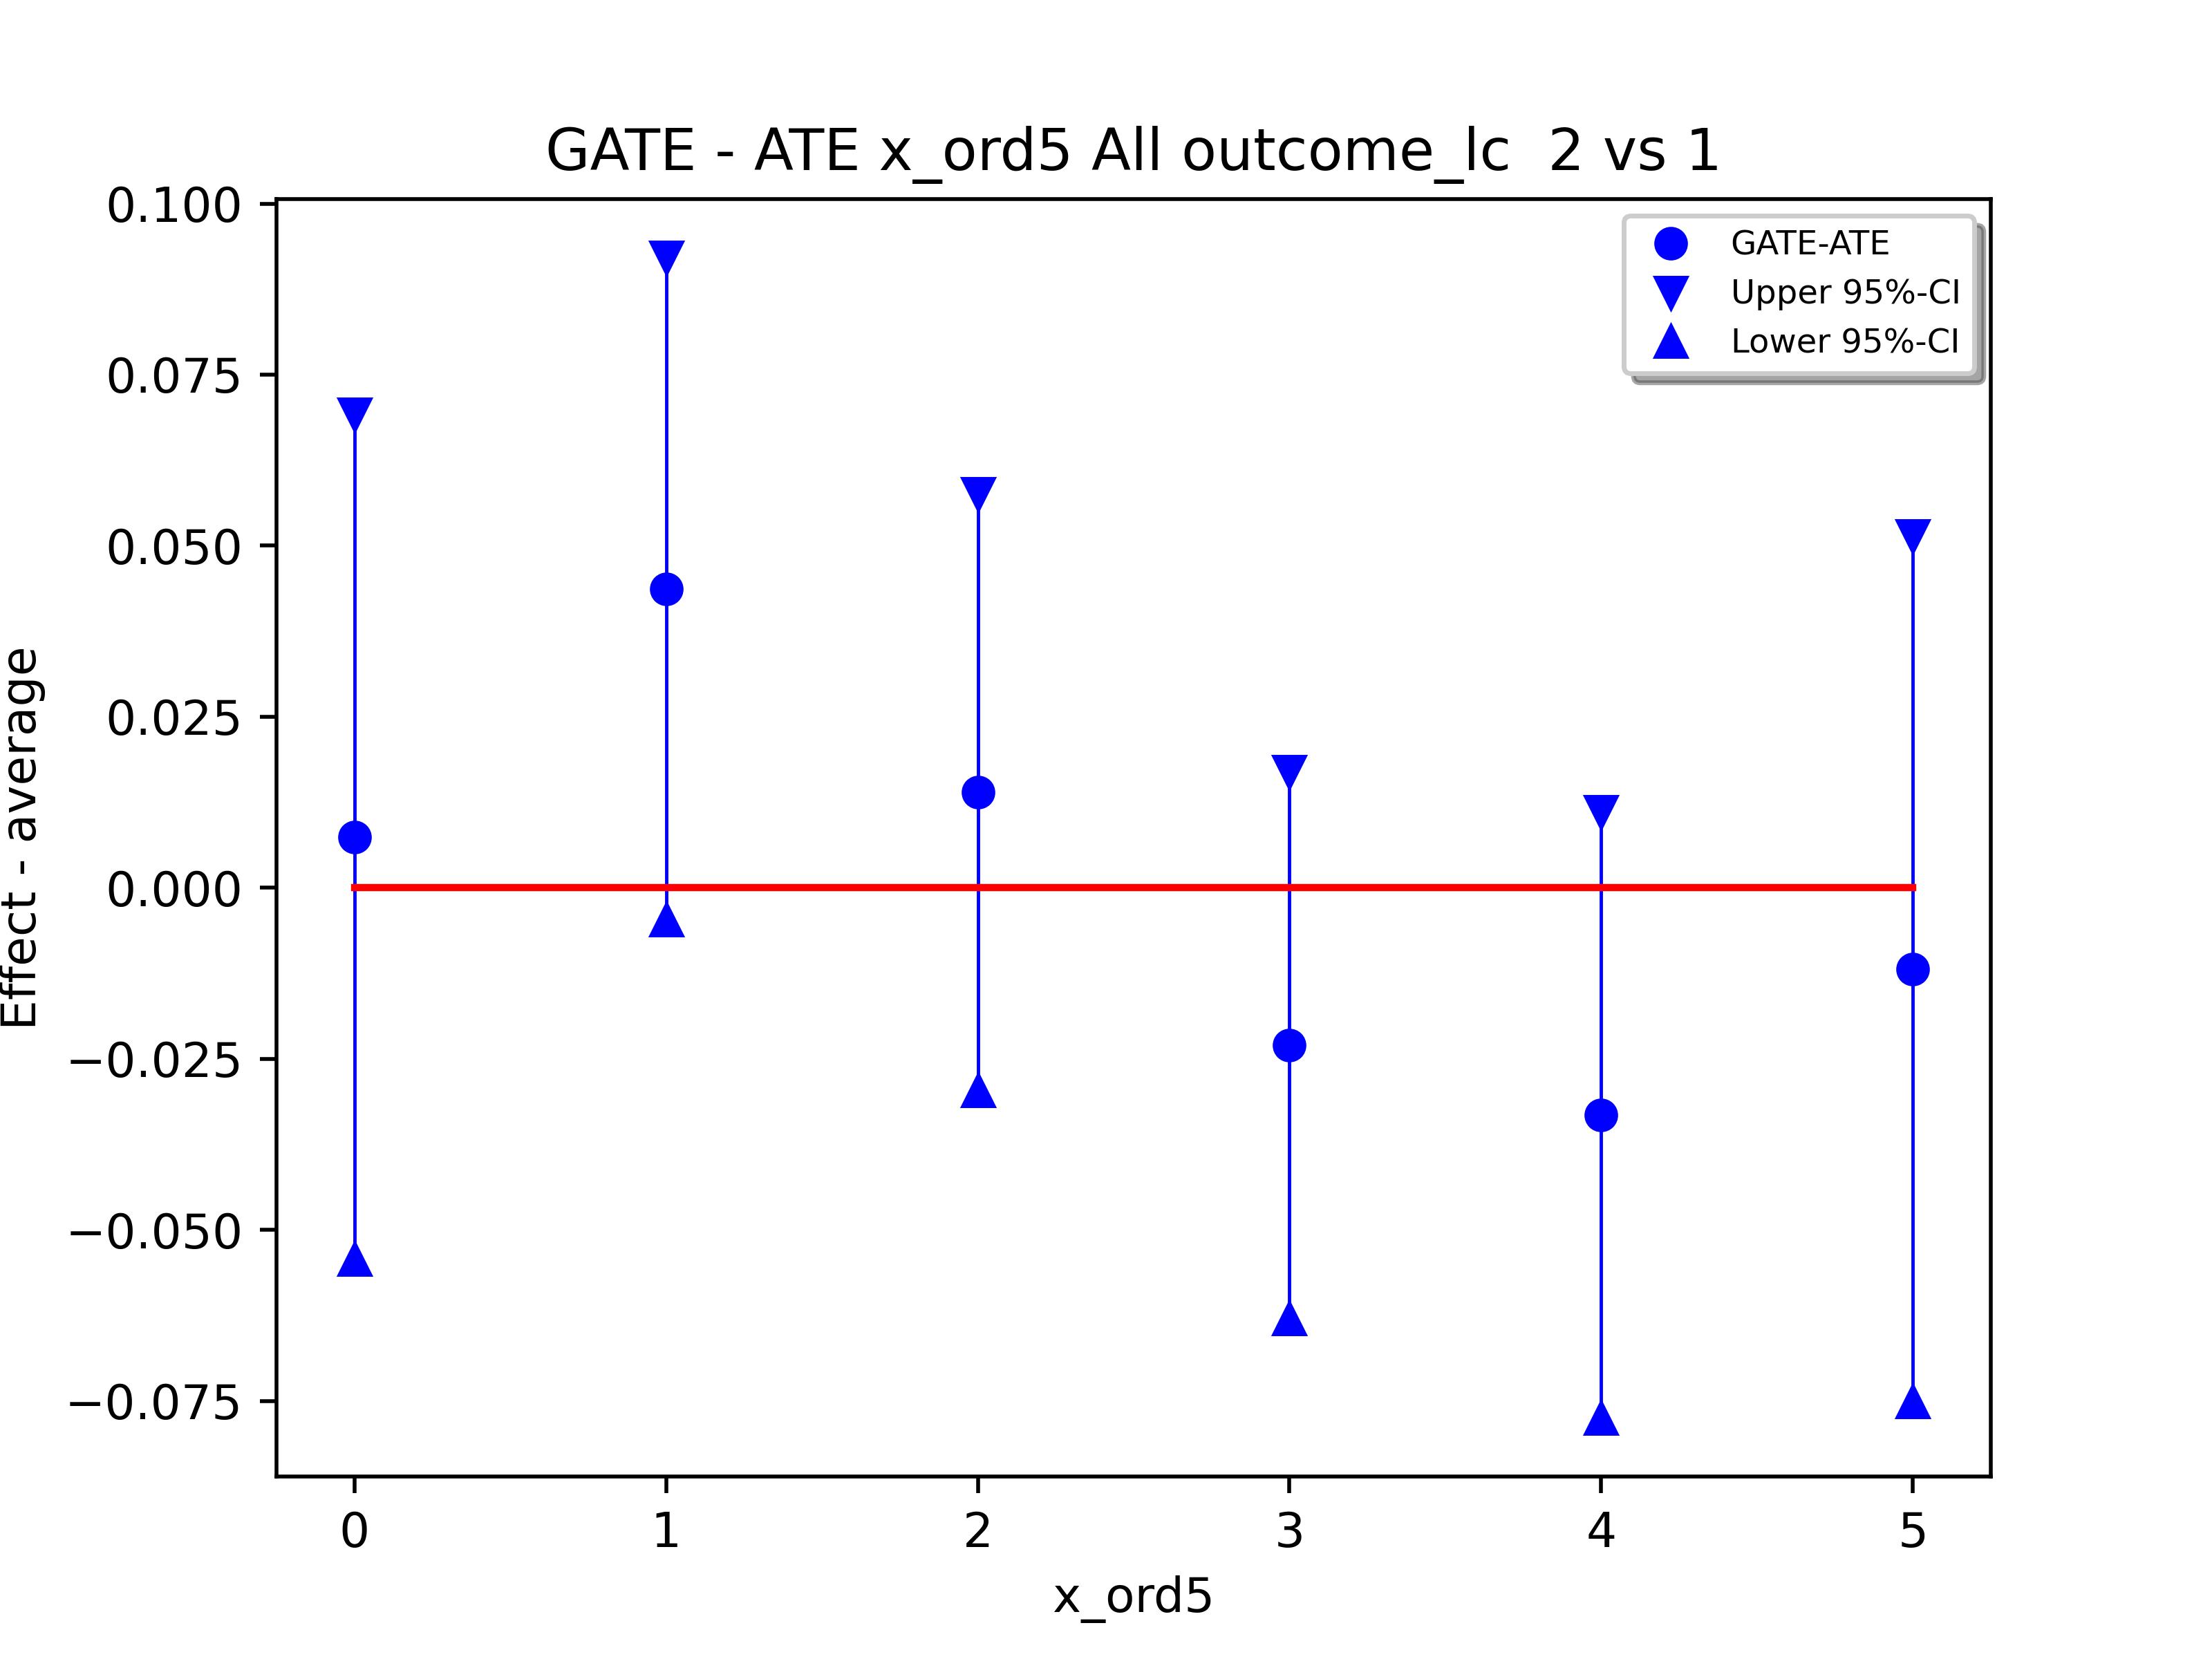 GATE - ATE x_ord5 All outcome_lc  2 vs 1
GATE-ATE
Upper 95%-CI
Lower 95%-CI
0.100
0.075
0.050
0.025
0.000
−0.025
−0.050
−0.075
Effect - average
0 1 2 3 4 5
x_ord5